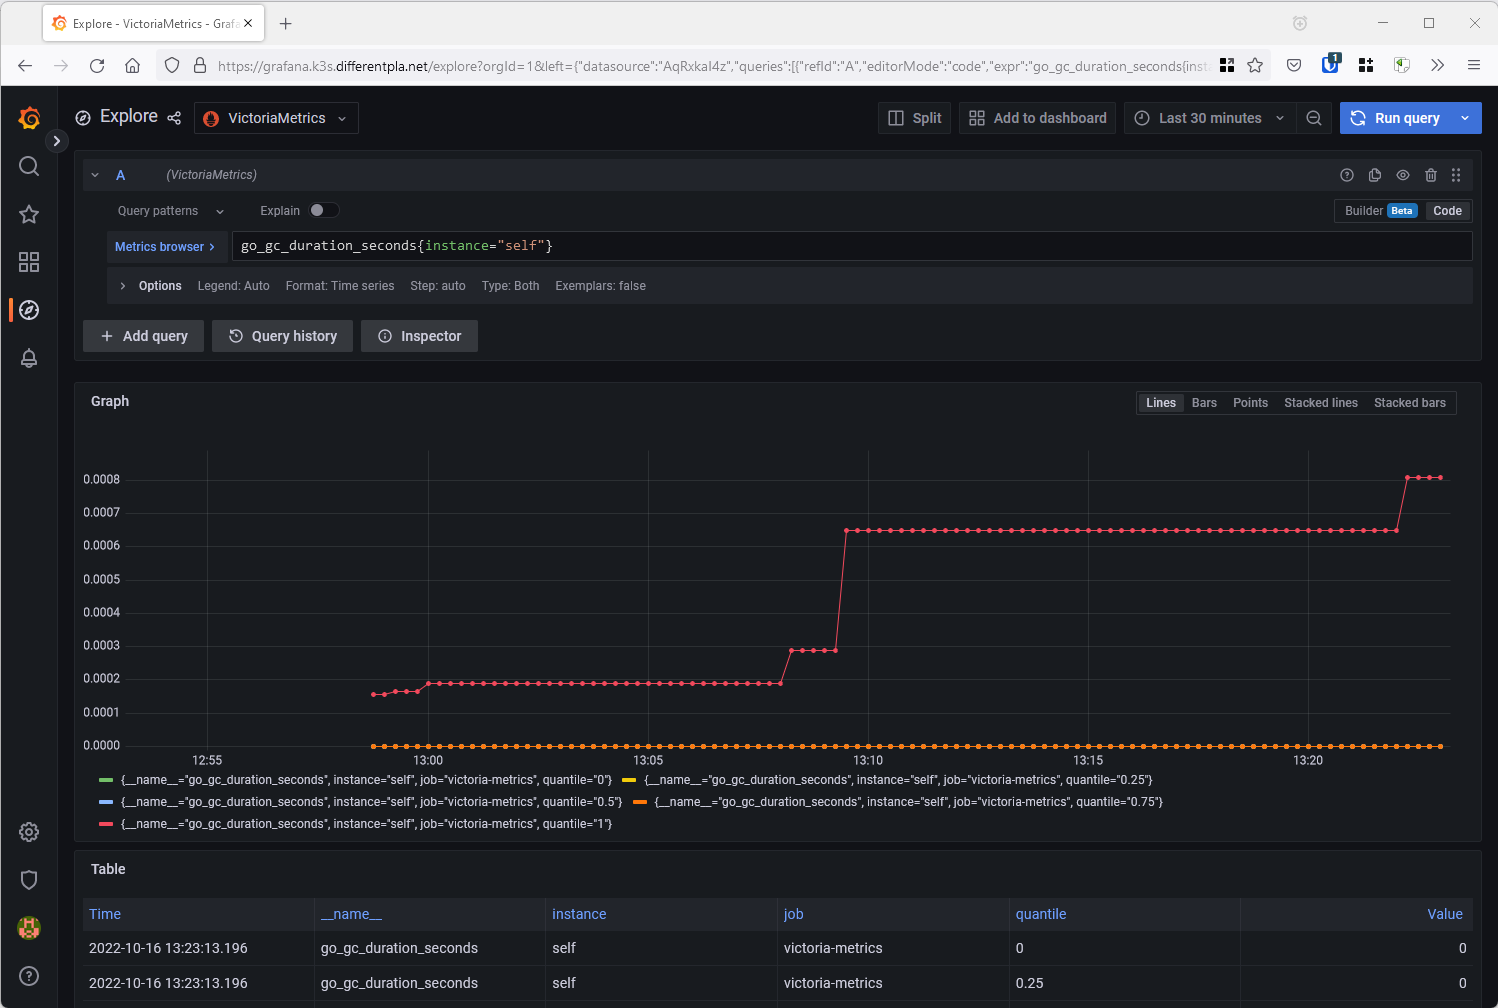 Explore - VictoriaMetrics - Grafa
https://grafana.k3s.differentpla.net/explore?orgId=1&left={"datasource":"AqRxkaI4z","queries":[{"refId":"A","editorMode":"code","expr":"go_gc_duration_seconds{inst
1
Explore VictoriaMetrics Split Add to dashboard Last 30 minutes Run query
A (VictoriaMetrics)
Query patterns Explain Builder Beta Code
Metrics browser > go_gc_duration_seconds{instance="self"}
> Options Legend: Auto Format: Time series Step: auto Type: Both Exemplars: false
+ Add query Query history Inspector
Graph Lines Bars Points Stacked lines Stacked bars
0.0008
0.0007
0.0006
0.0005
0.0004
0.0003
0.0002
0.0001
0.0000
12:55 13:00 13:05 13:10 13:15 13:20
{__name__="go_gc_duration_seconds", instance="self", job="victoria-metrics", quantile="0"} {__name__="go_gc_duration_seconds", instance="self", job="victoria-metrics", quantile="0.25"}
{__name__="go_gc_duration_seconds", instance="self", job="victoria-metrics", quantile="0.5"} {__name__="go_gc_duration_seconds", instance="self", job="victoria-metrics", quantile="0.75"}
{__name__="go_gc_duration_seconds", instance="self", job="victoria-metrics", quantile="1"}
Table
Time __name__ instance job quantile Value
2022-10-16 13:23:13.196 go_gc_duration_seconds self victoria-metrics 0 0
2022-10-16 13:23:13.196 go_gc_duration_seconds self victoria-metrics 0.25 0